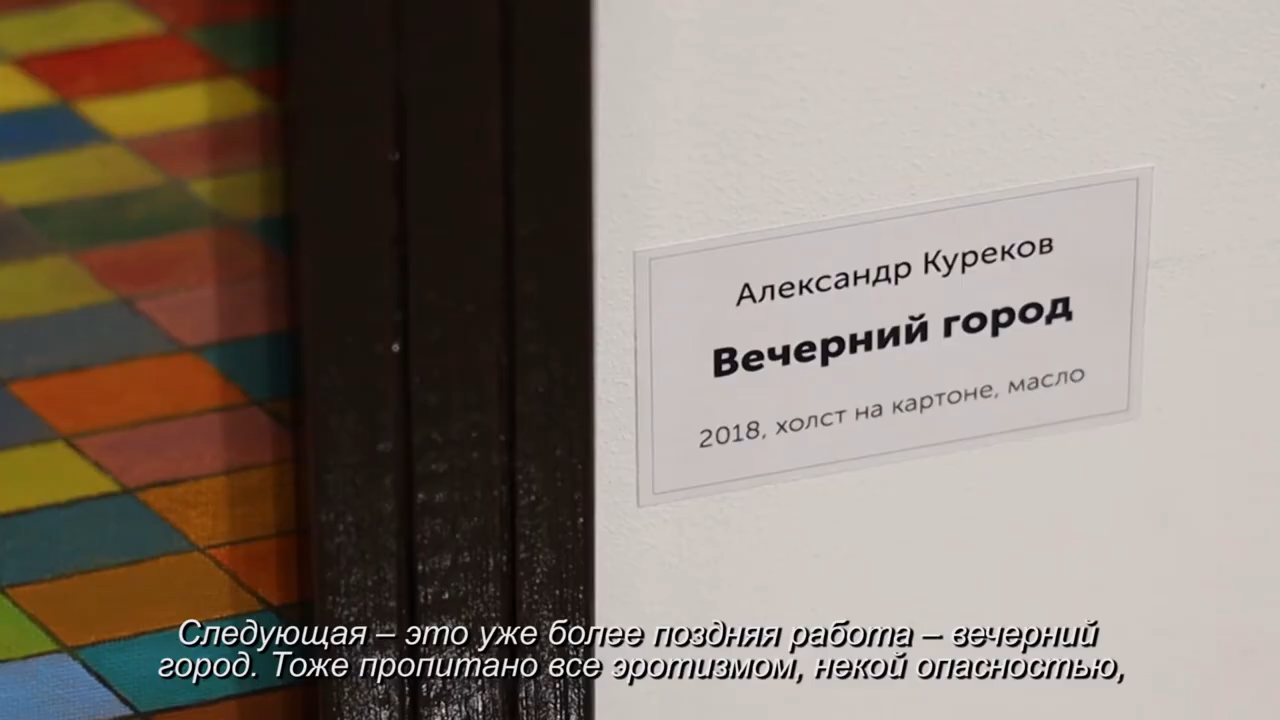 Александр Куреков
Вечерний город
2018, холст на картоне, масло
Следующая – это уже более поздняя работа – вечерний
город. Тоже пропитано все эротизмом, некой опасностью,